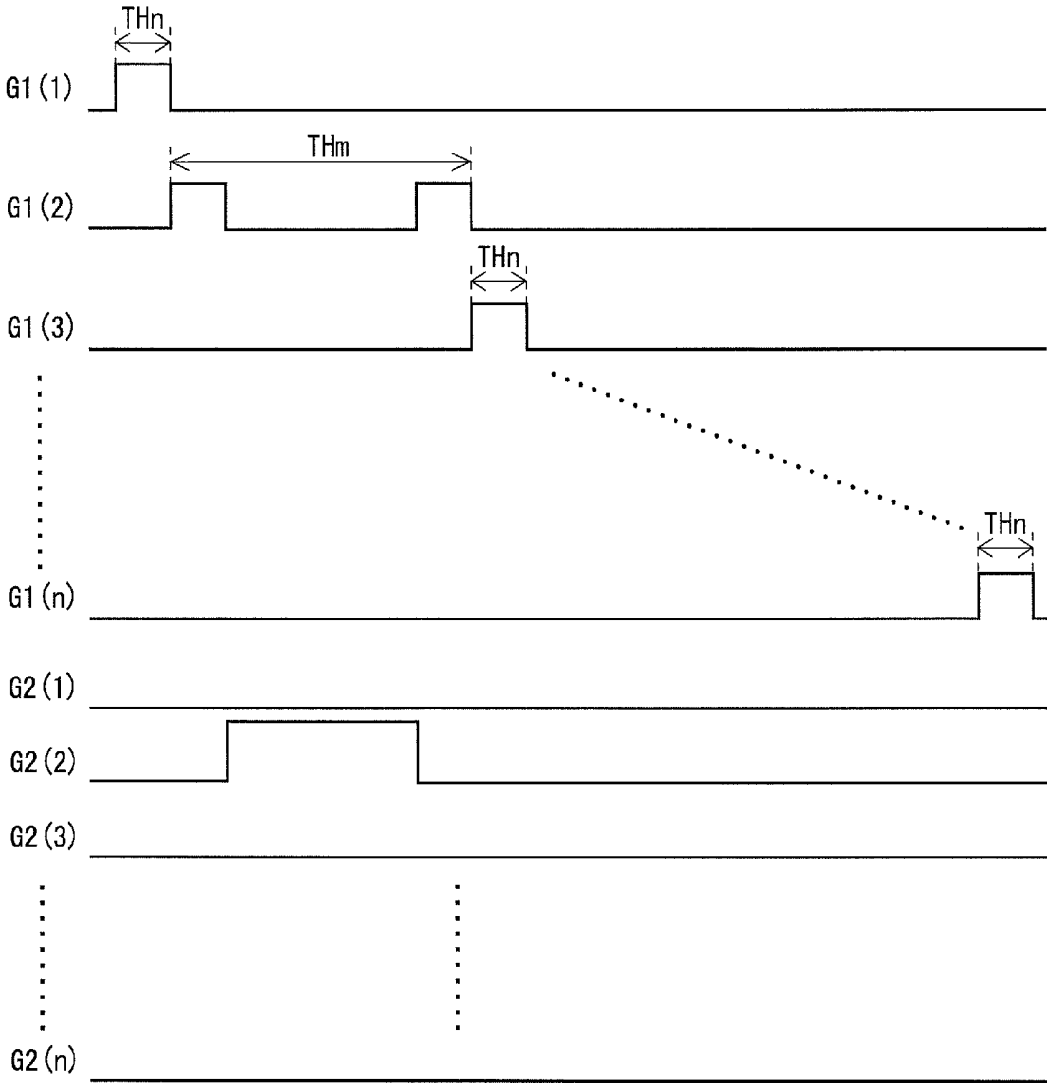 THn
G1(1)
THm
G1(2)
THn
G1(3)
THn
G1(n)
G2(1)
G2(2)
G2(3)
G2(n)